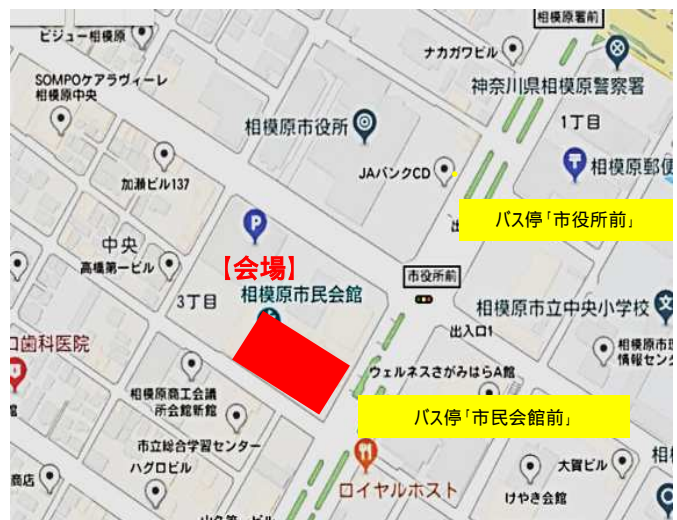 相模原署前
ビジュー相模原
ナカガワビル
SOMPOケアラヴィーレ
相模原中央
神奈川県相模原警察署
相模原市役所
1丁目
JAバンクCD
相模原郵便
加瀬ビル137
P
バス停「市役所前」
中央
高橋第一ビル
【会場】
相模原市民会館
3丁目
市役所前
相模原市立中央小学校
出入口1
口歯科医院
相模原市
情報セン
ウェルネスさがみはらA館
相模原商工会議
所会館新館
バス停「市民会館前」
市立総合学習センター
ハグロビル
大賀ビル
商店
ロイヤルホスト
けやき会館